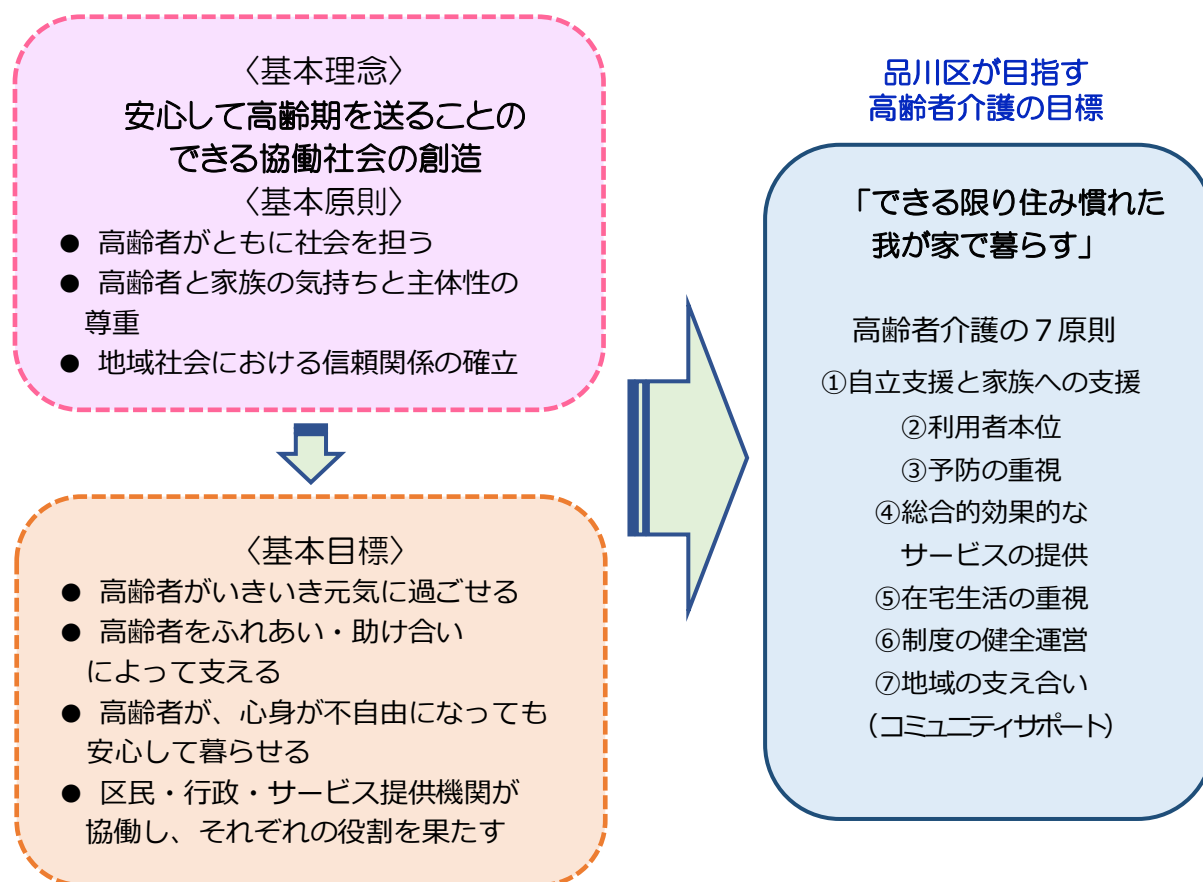 〈基本理念〉
安心して高齢期を送ることの
できる協働社会の創造
〈基本原則〉
● 高齢者がともに社会を担う
● 高齢者と家族の気持ちと主体性の
尊重
● 地域社会における信頼関係の確立
〈基本目標〉
● 高齢者がいきいき元気に過ごせる
● 高齢者をふれあい・助け合い
によって支える
● 高齢者が、心身が不自由になっても
安心して暮らせる
● 区民・行政・サービス提供機関が
協働し、それぞれの役割を果たす
品川区が目指す
高齢者介護の目標
「できる限り住み慣れた
我が家で暮らす」
高齢者介護の７原則
①自立支援と家族への支援
②利用者本位
③予防の重視
④総合的効果的な
サービスの提供
⑤在宅生活の重視
⑥制度の健全運営
⑦地域の支え合い
（コミュニティサポート）